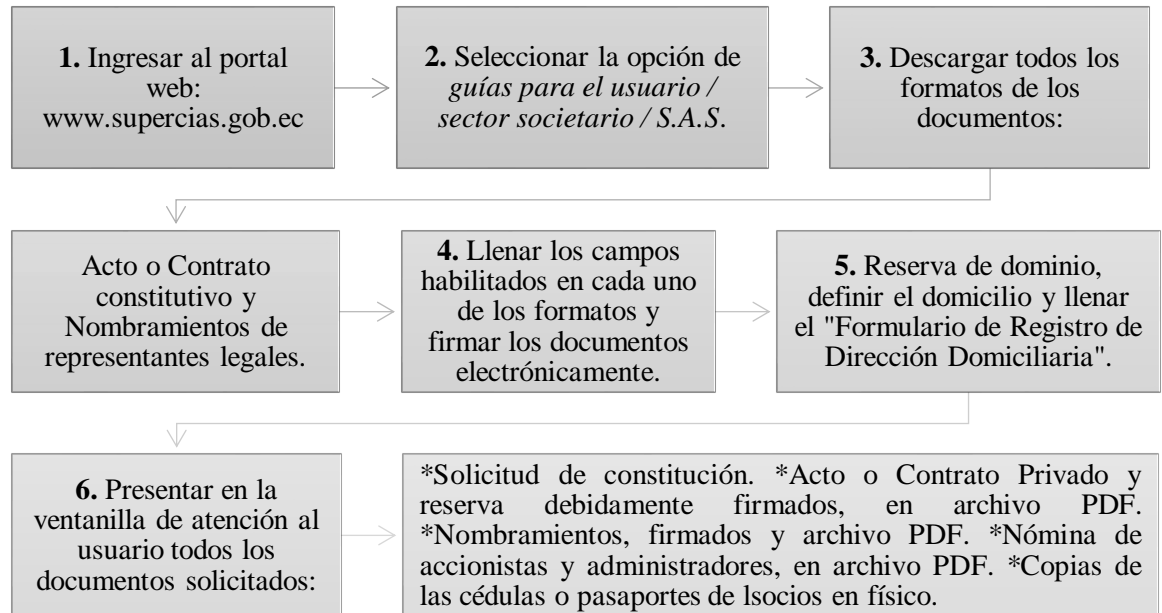 1. Ingresar al portal
web:
www.supercias.gob.ec
2. Seleccionar la opción de
guías para el usuario /
sector societario / S.A.S.
3. Descargar todos los
formatos de los
documentos:
Acto o Contrato
constitutivo y
Nombramientos de
representantes legales.
4. Llenar los campos
habilitados en cada uno
de los formatos y
firmar los documentos
electrónicamente.
5. Reserva de dominio,
definir el domicilio y llenar
el "Formulario de Registro de
Dirección Domiciliaria".
6. Presentar en la
ventanilla de atención al
usuario todos los
documentos solicitados:
*Solicitud de constitución. *Acto o Contrato Privado y
reserva debidamente firmados, en archivo PDF.
*Nombramientos, firmados y archivo PDF. *Nómina de
accionistas y administradores, en archivo PDF. *Copias de
las cédulas o pasaportes de lsocios en físico.